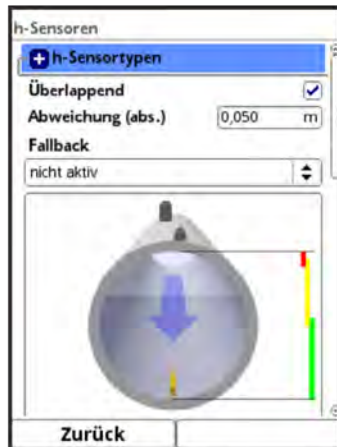 h-Sensoren
h-Sensortypen
Überlappend
Abweichung (abs.) 0,050 m
Fallback
nicht aktiv
Zurück